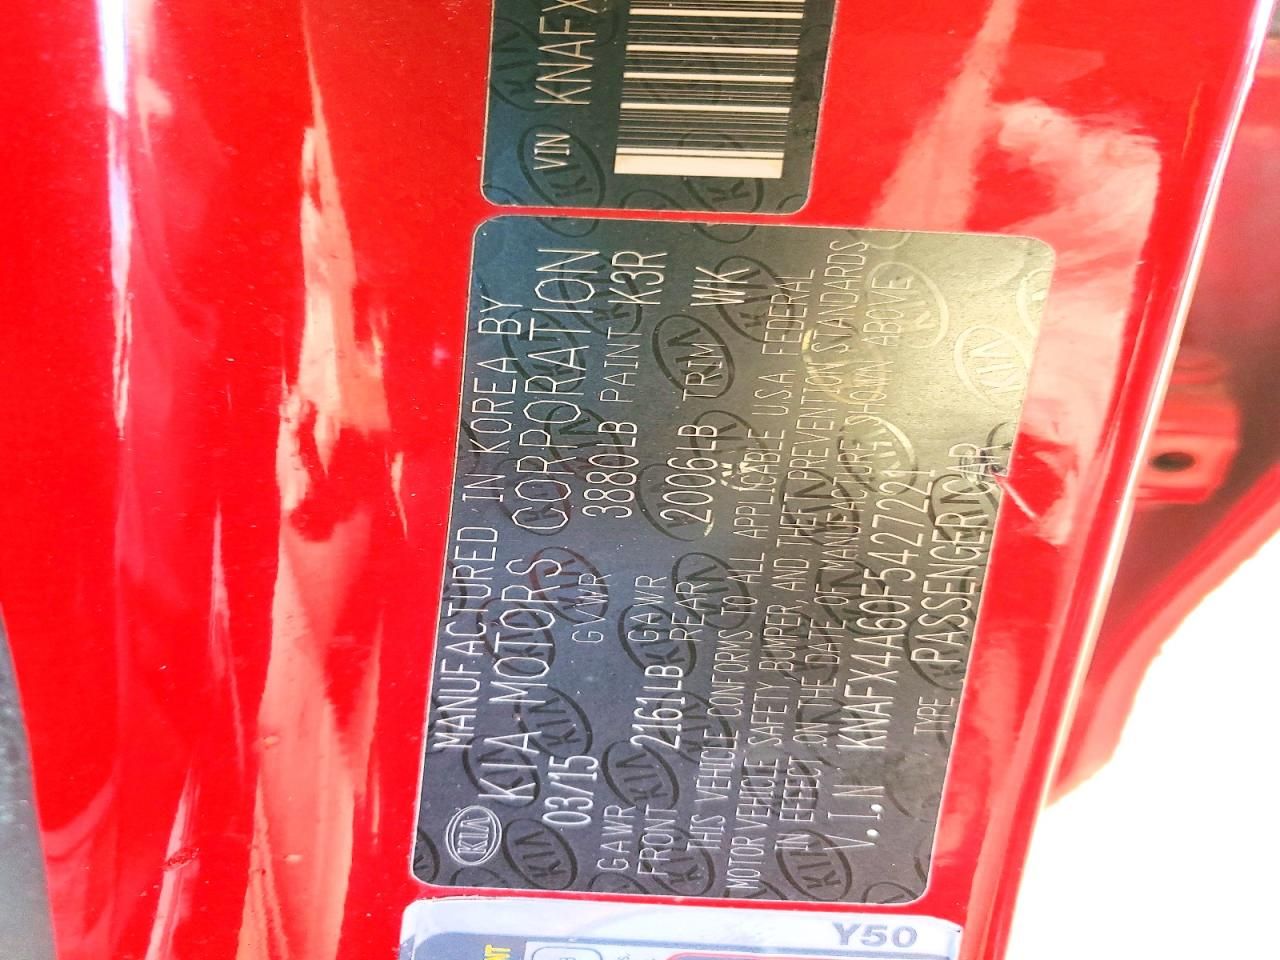 VIN KNAFX
MANUFACTURED IN KOREA BY
KIA KIA MOTORS CORPORATION
03/15 GVWR 3880LB PAINT K3R
GAWR GAWR
FRONT 2161LB REAR 2006LB TRIM WK
THIS VEHICLE CONFORMS TO ALL APPLICABLE U.S.A. FEDERAL
MOTOR VEHICLE SAFETY BUMPER, AND THEFT PREVENTION STANDARDS
IN EFFECT ON THE DATE OF MANUFACTURE SHOWN ABOVE.
V.I.N KNAFX4A60F5427221
TYPE PASSENGER CAR
Y50
NT